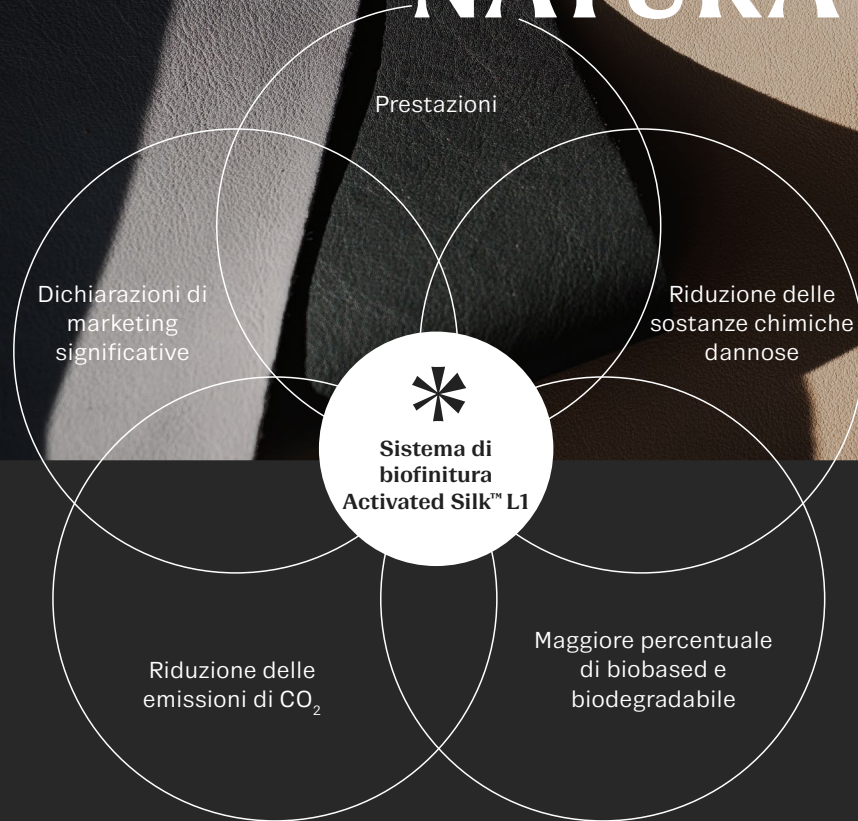 NATURA
Prestazioni
Dichiarazioni di
marketing
significative
Riduzione delle
sostanze chimiche
dannose
Sistema di
biofinitura
Activated Silk™ L1
Riduzione delle
emissioni di CO₂
Maggiore percentuale
di biobased e
biodegradabile